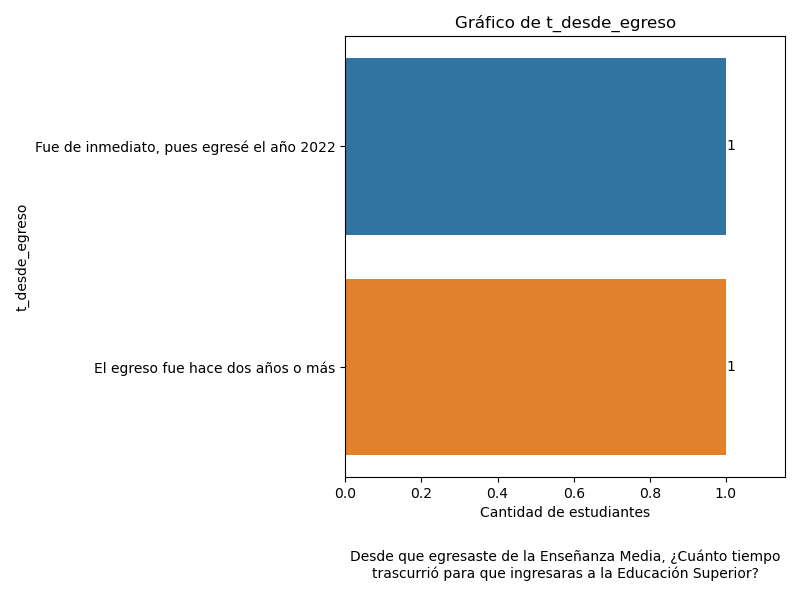 Gráfico de t_desde_egreso
t_desde_egreso
Fue de inmediato, pues egresé el año 2022
1
El egreso fue hace dos años o más
1
0.0 0.2 0.4 0.6 0.8 1.0
Cantidad de estudiantes
Desde que egresaste de la Enseñanza Media, ¿Cuánto tiempo
trascurrió para que ingresaras a la Educación Superior?